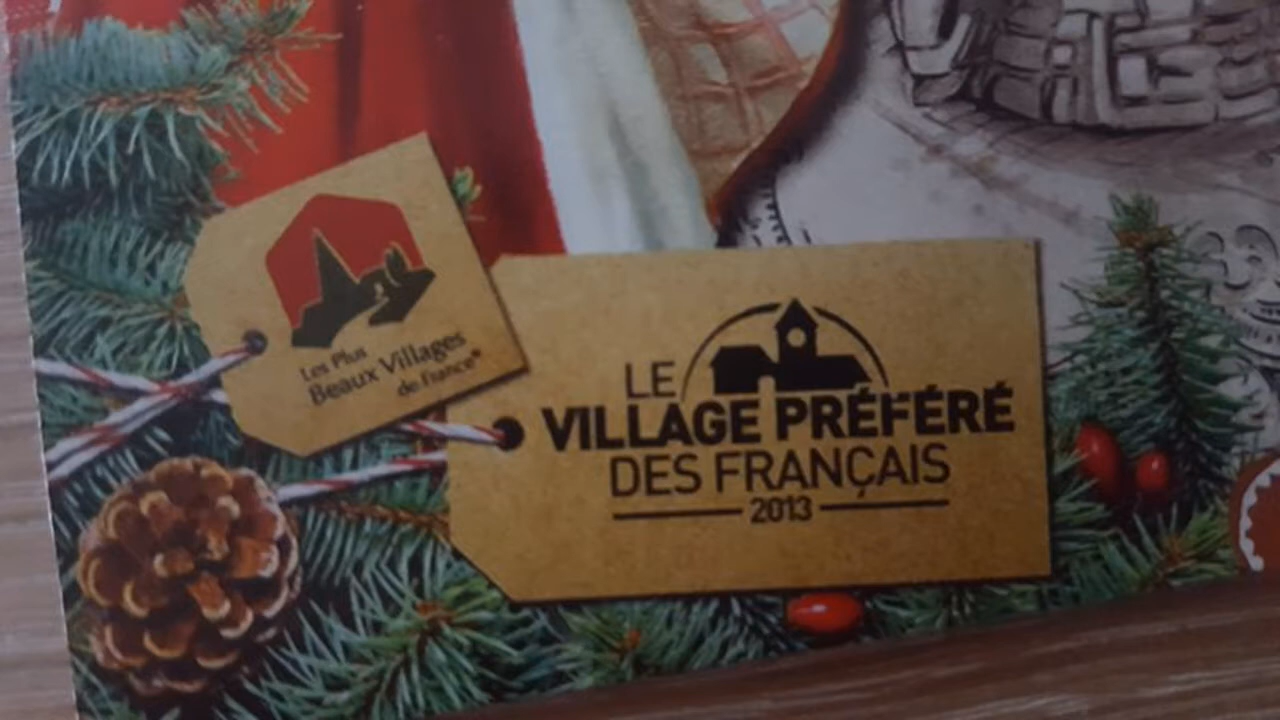 Les Plus
Beaux Villages
de France®
LE
VILLAGE PRÉFÉRÉ
DES FRANÇAIS
2013